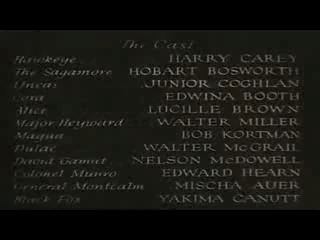 The Cast
Hawkeye HARRY CAREY
The Sagamore HOBART BOSWORTH
Uncas JUNIOR COGHLAN
Cora EDWINA BOOTH
Alice LUCILLE BROWN
Major Heyward WALTER MILLER
Magua BOB KORTMAN
Dulac WALTER McGRAIL
David Gamut NELSON McDOWELL
Colonel Munro EDWARD HEARN
General Montcalm MISCHA AUER
Black Fox YAKIMA CANUTT